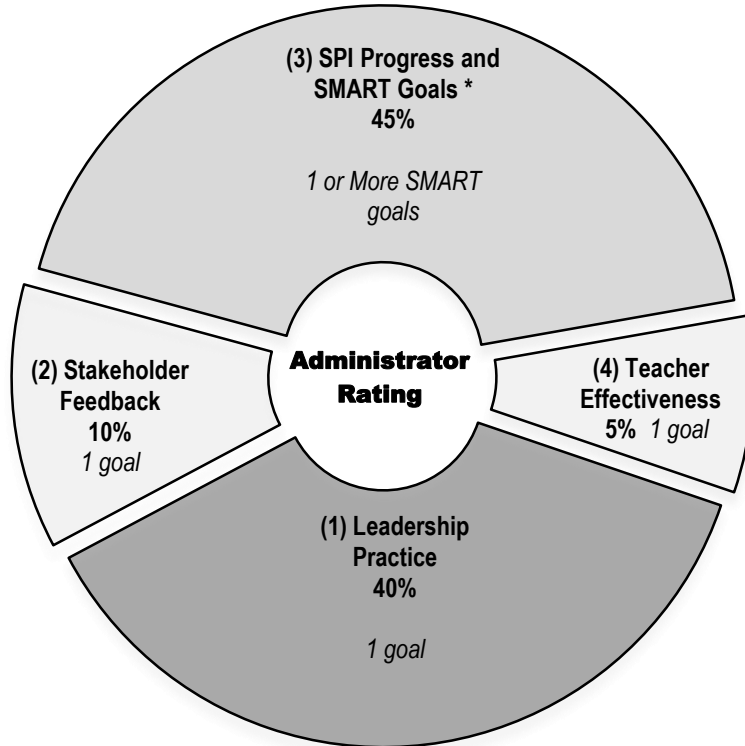 (3) SPI Progress and
SMART Goals *
45%
1 or More SMART
goals
(2) Stakeholder
Feedback
10%
1 goal
Administrator
Rating
(4) Teacher
Effectiveness
5% 1 goal
(1) Leadership
Practice
40%
1 goal